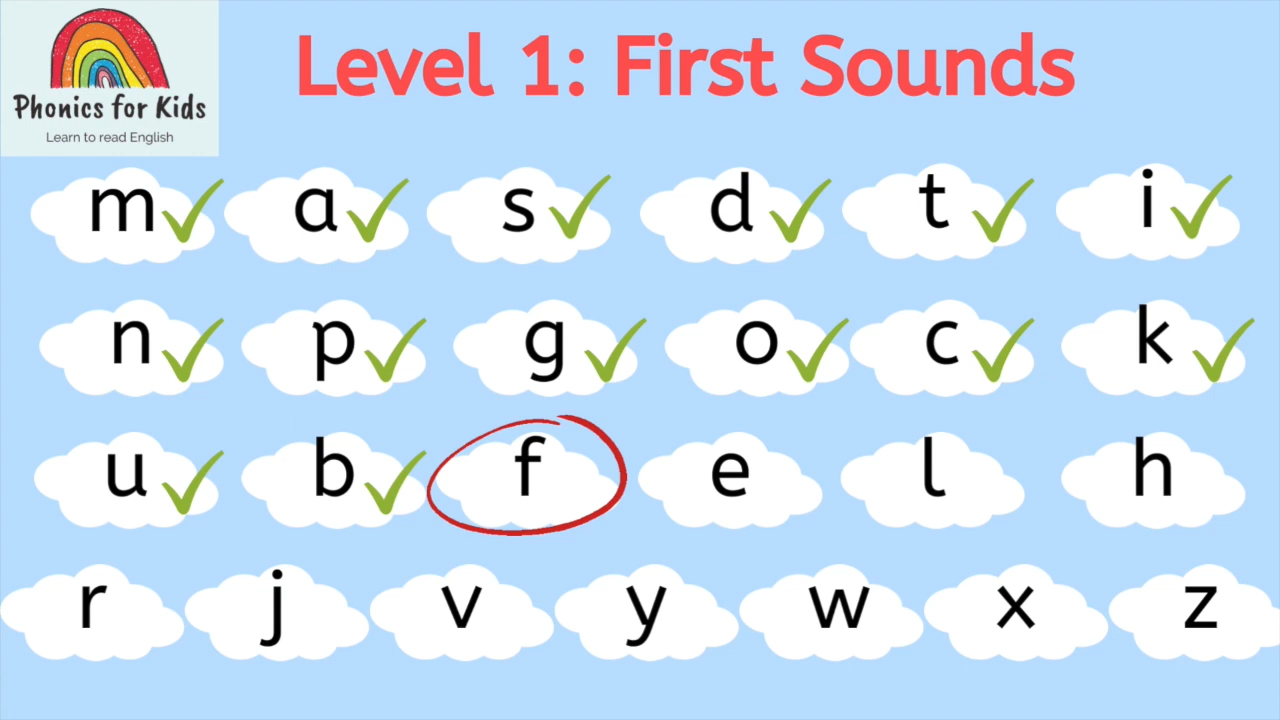 Phonics for Kids
Learn to read English
Level 1: First Sounds
m a s d t i
n p g o c k
u b f e l h
r j v y w x z